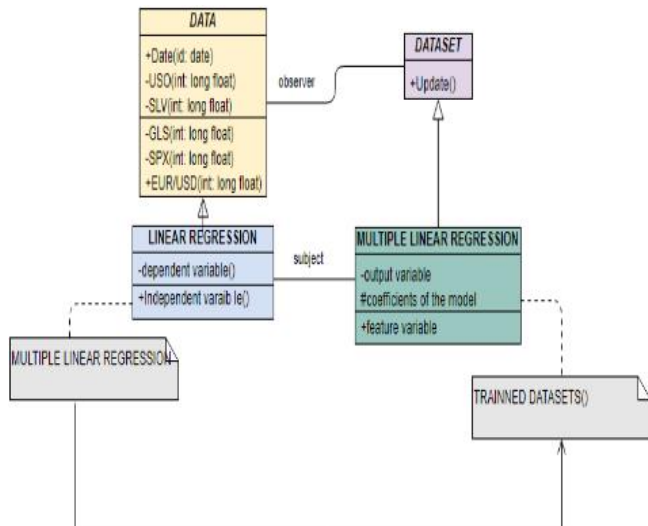 DATA
+Date(id: date)
-USO(int: long float)
-SLV(int: long float)
-GLS(int: long float)
-SPX(int: long float)
+EUR/USD(int: long float)
observer
DATASET
+Update()
LINEAR REGRESSION
-dependent variable()
+Independent varaible()
subject
MULTIPLE LINEAR REGRESSION
-output variable
#coefficients of the model
+feature variable
MULTIPLE LINEAR REGRESSION
TRAINNED DATASETS()